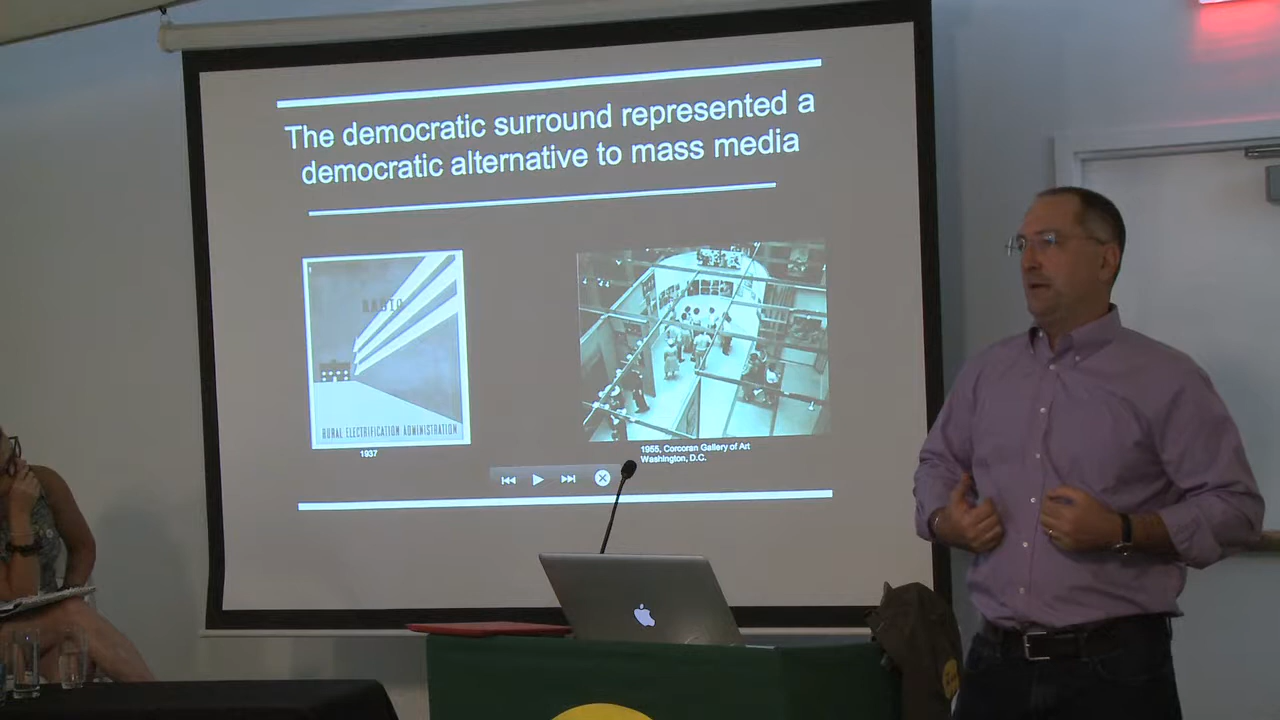 The democratic surround represented a
democratic alternative to mass media
RADIO
RURAL ELECTRIFICATION ADMINISTRATION
1937
1955, Corcoran Gallery of Art
Washington, D.C.